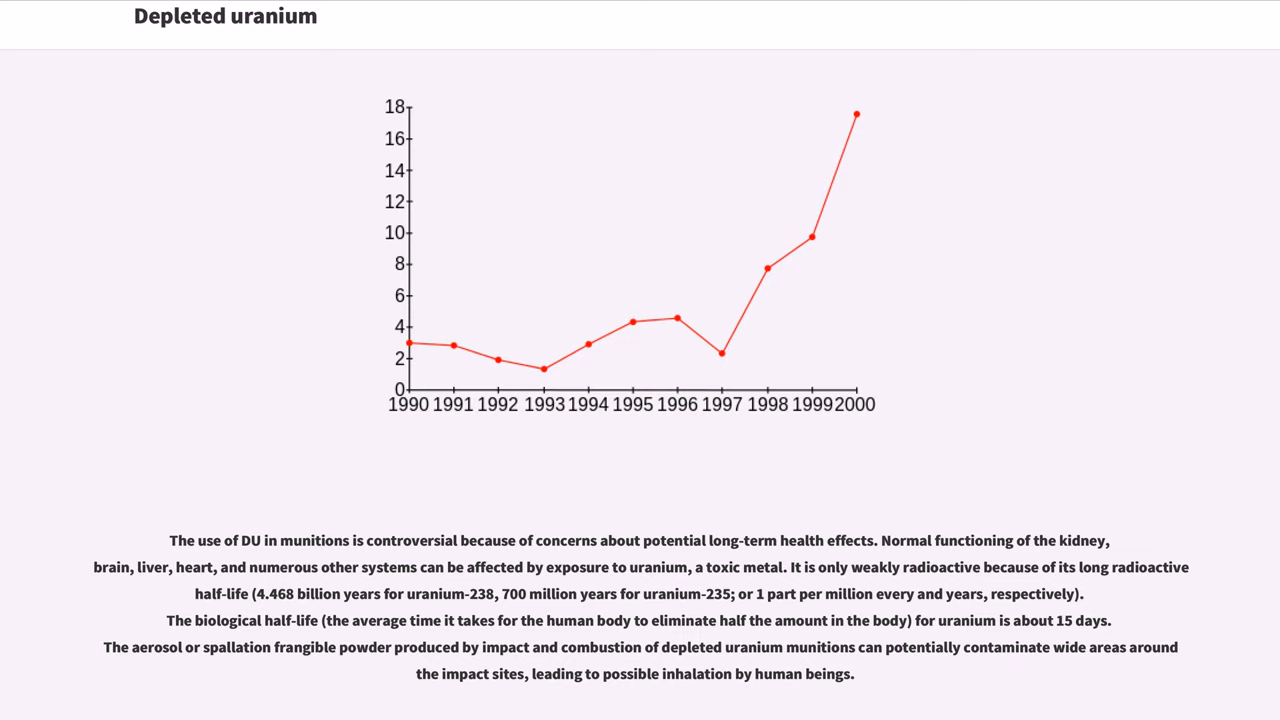 Depleted uranium
18
16
14
12
10
8
6
4
2
0
1990 1991 1992 1993 1994 1995 1996 1997 1998 1999 2000
The use of DU in munitions is controversial because of concerns about potential long-term health effects. Normal functioning of the kidney,
brain, liver, heart, and numerous other systems can be affected by exposure to uranium, a toxic metal. It is only weakly radioactive because of its long radioactive
half-life (4.468 billion years for uranium-238, 700 million years for uranium-235; or 1 part per million every and years, respectively).
The biological half-life (the average time it takes for the human body to eliminate half the amount in the body) for uranium is about 15 days.
The aerosol or spallation frangible powder produced by impact and combustion of depleted uranium munitions can potentially contaminate wide areas around
the impact sites, leading to possible inhalation by human beings.